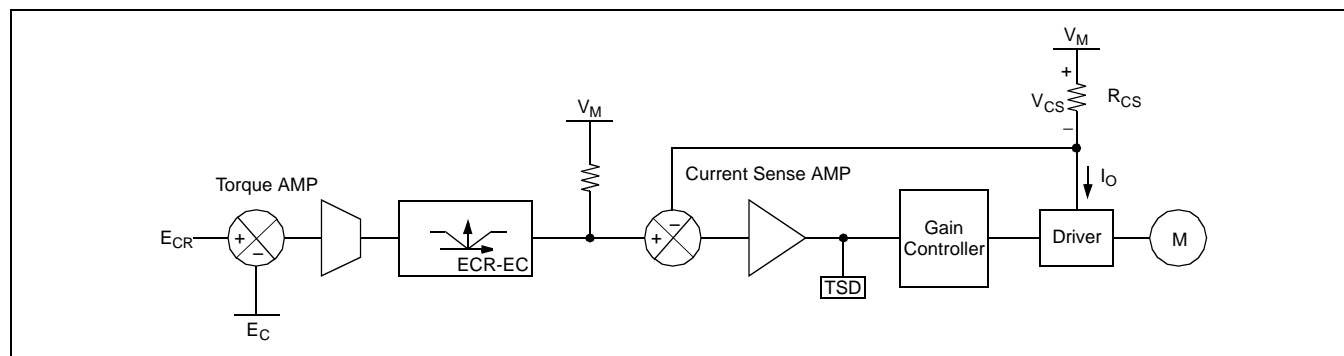 V_M
+
V_CS
R_CS
–
V_M
Torque AMP
Current Sense AMP
I_O
E_CR
+
–
ECR-EC
+
–
TSD
Gain
Controller
Driver
M
E_C